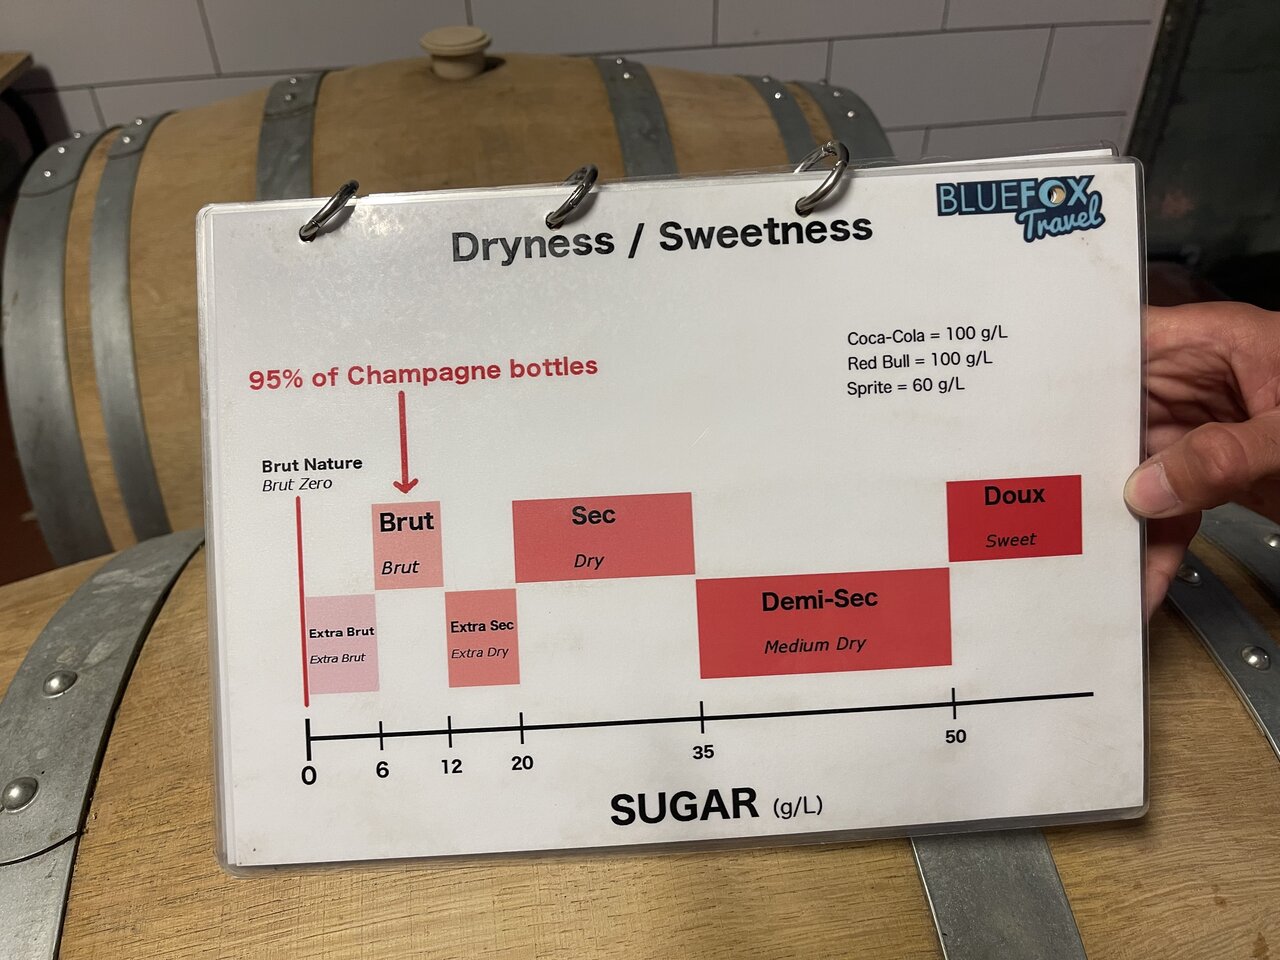 BLUEFOX
Travel
Dryness / Sweetness
Coca-Cola = 100 g/L
Red Bull = 100 g/L
Sprite = 60 g/L
95% of Champagne bottles
Brut Nature
Brut Zero
Brut
Brut
Sec
Dry
Doux
Sweet
Extra Brut
Extra Brut
Extra Sec
Extra Dry
Demi-Sec
Medium Dry
0 6 12 20 35 50
SUGAR (g/L)